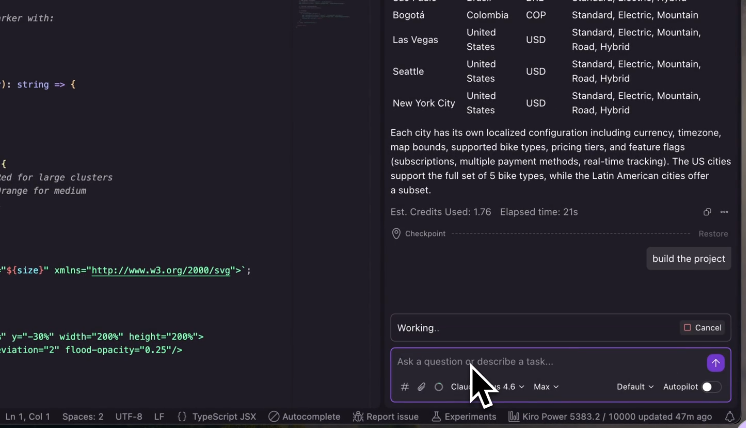 rker with:
): string => {
{
ed for large clusters
range for medium
="${size}" xmlns="http://www.w3.org/2000/svg">`;
" y="-30%" width="200%" height="200%">
eviation="2" flood-opacity="0.25"/>
Bogotá Colombia COP Standard, Electric, Mountain
Las Vegas United States USD Standard, Electric, Mountain, Road, Hybrid
Seattle United States USD Standard, Electric, Mountain, Road, Hybrid
New York City United States USD Standard, Electric, Mountain, Road, Hybrid
Each city has its own localized configuration including currency, timezone,
map bounds, supported bike types, pricing tiers, and feature flags
(subscriptions, multiple payment methods, real-time tracking). The US cities
support the full set of 5 bike types, while the Latin American cities offer
a subset.
Est. Credits Used: 1.76 Elapsed time: 21s
Checkpoint Restore
build the project
Working.. Cancel
Ask a question or describe a task...
# Clau us 4.6 Max Default Autopilot
Ln 1, Col 1 Spaces: 2 UTF-8 LF {} TypeScript JSX Autocomplete Report issue Experiments Kiro Power 5383.2 / 10000 updated 47m ago